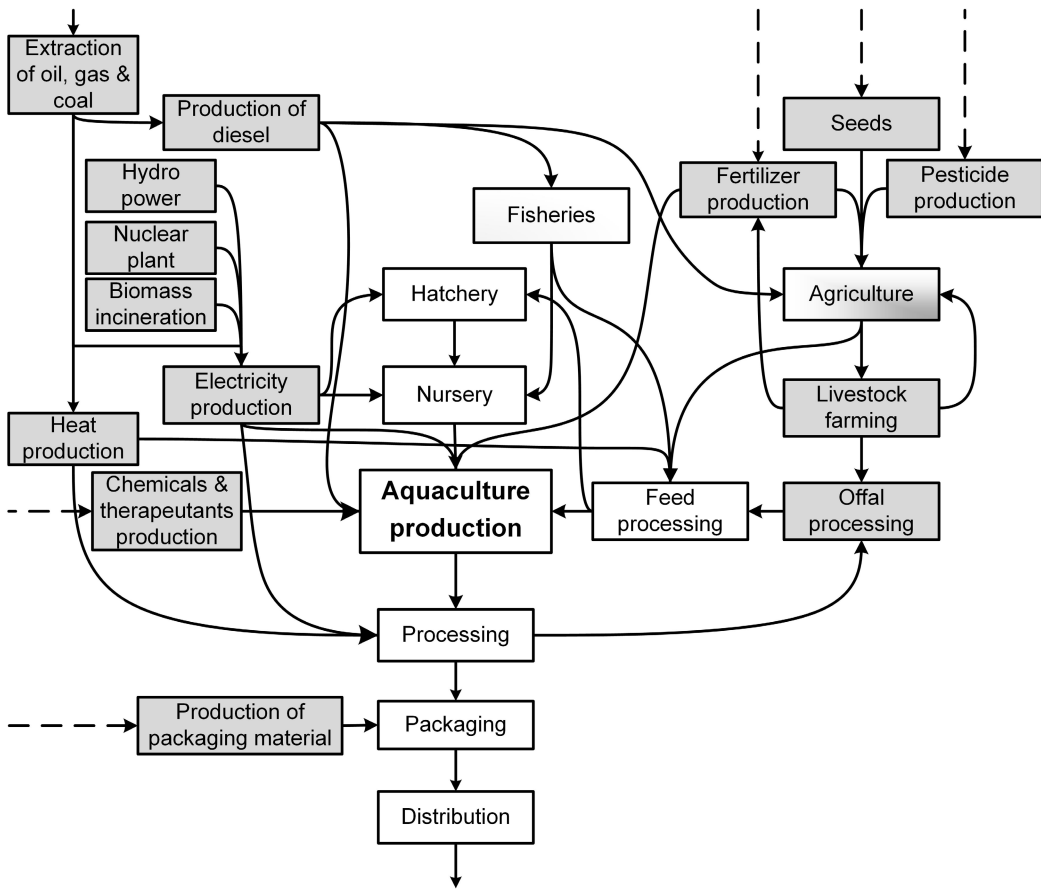 Extraction
of oil, gas &
coal
Production of
diesel
Seeds
Hydro
power
Fertilizer
production
Pesticide
production
Fisheries
Nuclear
plant
Hatchery
Agriculture
Biomass
incineration
Electricity
production
Nursery
Livestock
farming
Heat
production
Chemicals &
therapeutants
production
Aquaculture
production
Feed
processing
Offal
processing
Processing
Production of
packaging material
Packaging
Distribution